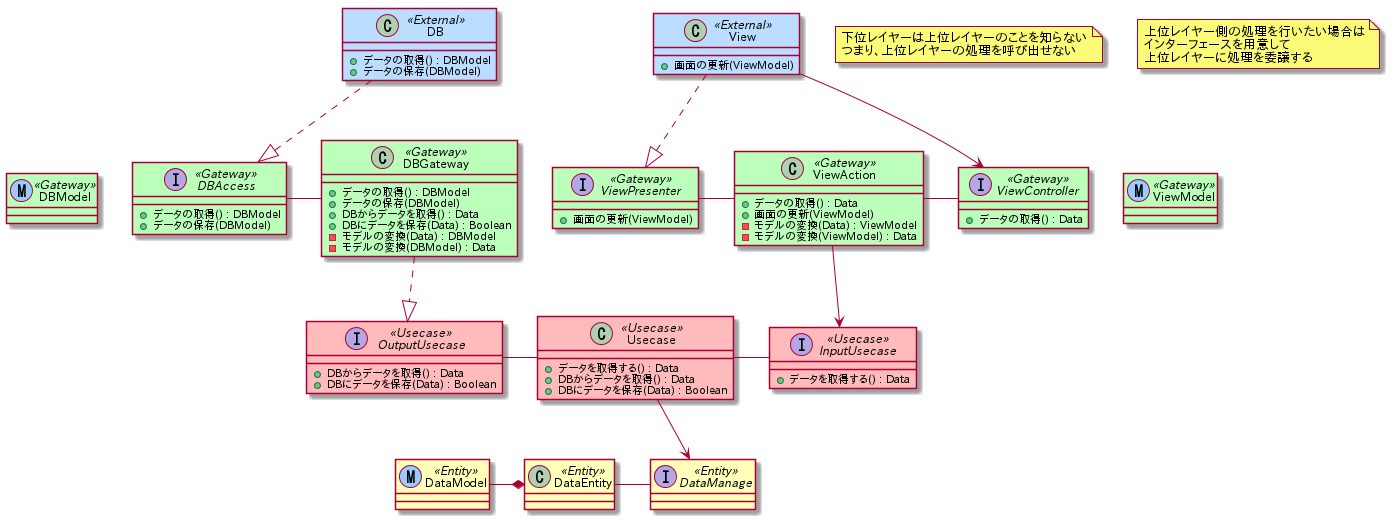 «External»
DB
データの取得() : DBModel
データの保存(DBModel)
«External»
View
画面の更新(ViewModel)
下位レイヤーは上位レイヤーのことを知らない
つまり、上位レイヤーの処理を呼び出せない
上位レイヤー側の処理を行いたい場合は
インターフェースを用意して
上位レイヤーに処理を委譲する
M «Gateway»
DBModel
I «Gateway»
DBAccess
データの取得() : DBModel
データの保存(DBModel)
C «Gateway»
DBGateway
データの取得() : DBModel
データの保存(DBModel)
DBからデータを取得() : Data
DBにデータを保存(Data) : Boolean
モデルの変換(Data) : DBModel
モデルの変換(DBModel) : Data
I «Gateway»
ViewPresenter
画面の更新(ViewModel)
C «Gateway»
ViewAction
データの取得() : Data
画面の更新(ViewModel)
モデルの変換(Data) : ViewModel
モデルの変換(ViewModel) : Data
I «Gateway»
ViewController
データの取得() : Data
M «Gateway»
ViewModel
I «Usecase»
OutputUsecase
DBからデータを取得() : Data
DBにデータを保存(Data) : Boolean
C «Usecase»
Usecase
データを取得する() : Data
DBからデータを取得() : Data
DBにデータを保存(Data) : Boolean
I «Usecase»
InputUsecase
データを取得する() : Data
M «Entity»
DataModel
C «Entity»
DataEntity
I «Entity»
DataManage